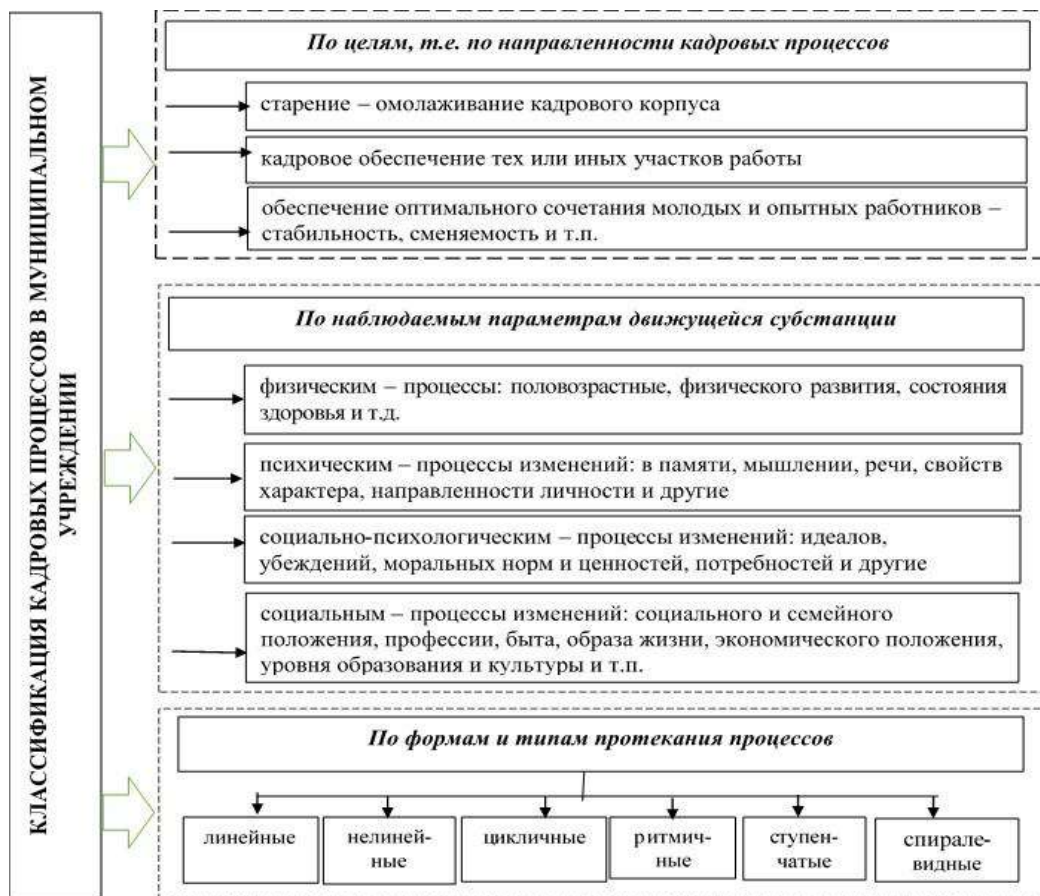 КЛАССИФИКАЦИЯ КАДРОВЫХ ПРОЦЕССОВ В МУНИЦИПАЛЬНОМ
УЧРЕЖДЕНИИ
По целям, т.е. по направленности кадровых процессов
старение – омолаживание кадрового корпуса
кадровое обеспечение тех или иных участков работы
обеспечение оптимального сочетания молодых и опытных работников –
стабильность, сменяемость и т.п.
По наблюдаемым параметрам движущейся субстанции
физическим – процессы: половозрастные, физического развития, состояния
здоровья и т.д.
психическим – процессы изменений: в памяти, мышлении, речи, свойств
характера, направленности личности и другие
социально-психологическим – процессы изменений: идеалов,
убеждений, моральных норм и ценностей, потребностей и другие
социальным – процессы изменений: социального и семейного
положения, профессии, быта, образа жизни, экономического положения,
уровня образования и культуры и т.п.
По формам и типам протекания процессов
линейные
нелиней-
ные
цикличные
ритмич-
ные
ступен-
чатые
спирале-
видные